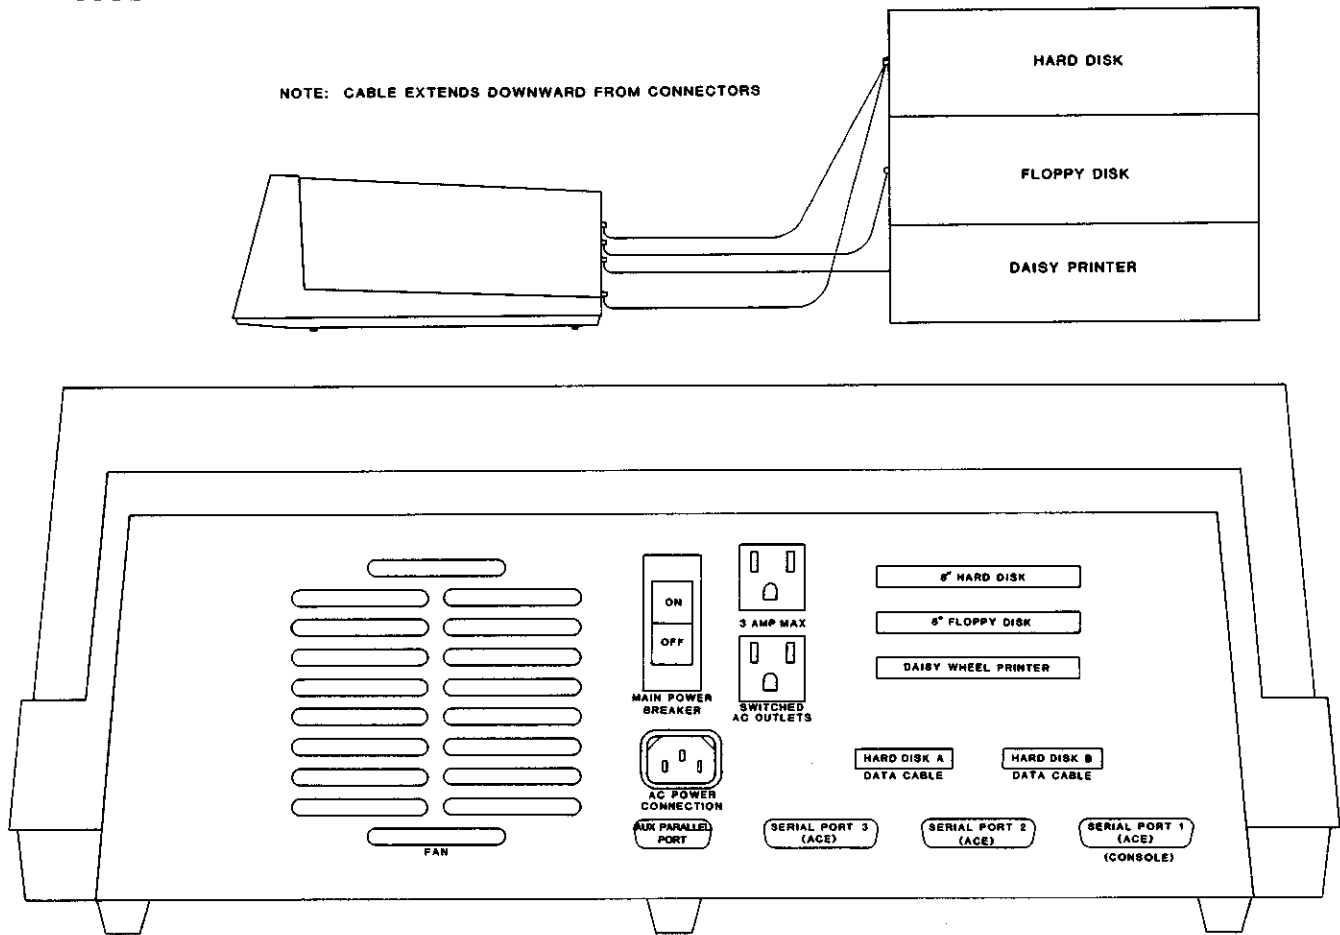 HARD DISK
NOTE: CABLE EXTENDS DOWNWARD FROM CONNECTORS
FLOPPY DISK
DAISY PRINTER
8" HARD DISK
ON
3 AMP MAX
8" FLOPPY DISK
OFF
DAISY WHEEL PRINTER
MAIN POWER
BREAKER
SWITCHED
AC OUTLETS
HARD DISK A
DATA CABLE
HARD DISK B
DATA CABLE
AC POWER
CONNECTION
AUX PARALLEL
PORT
SERIAL PORT 3
(ACE)
SERIAL PORT 2
(ACE)
SERIAL PORT 1
(ACE)
(CONSOLE)
FAN